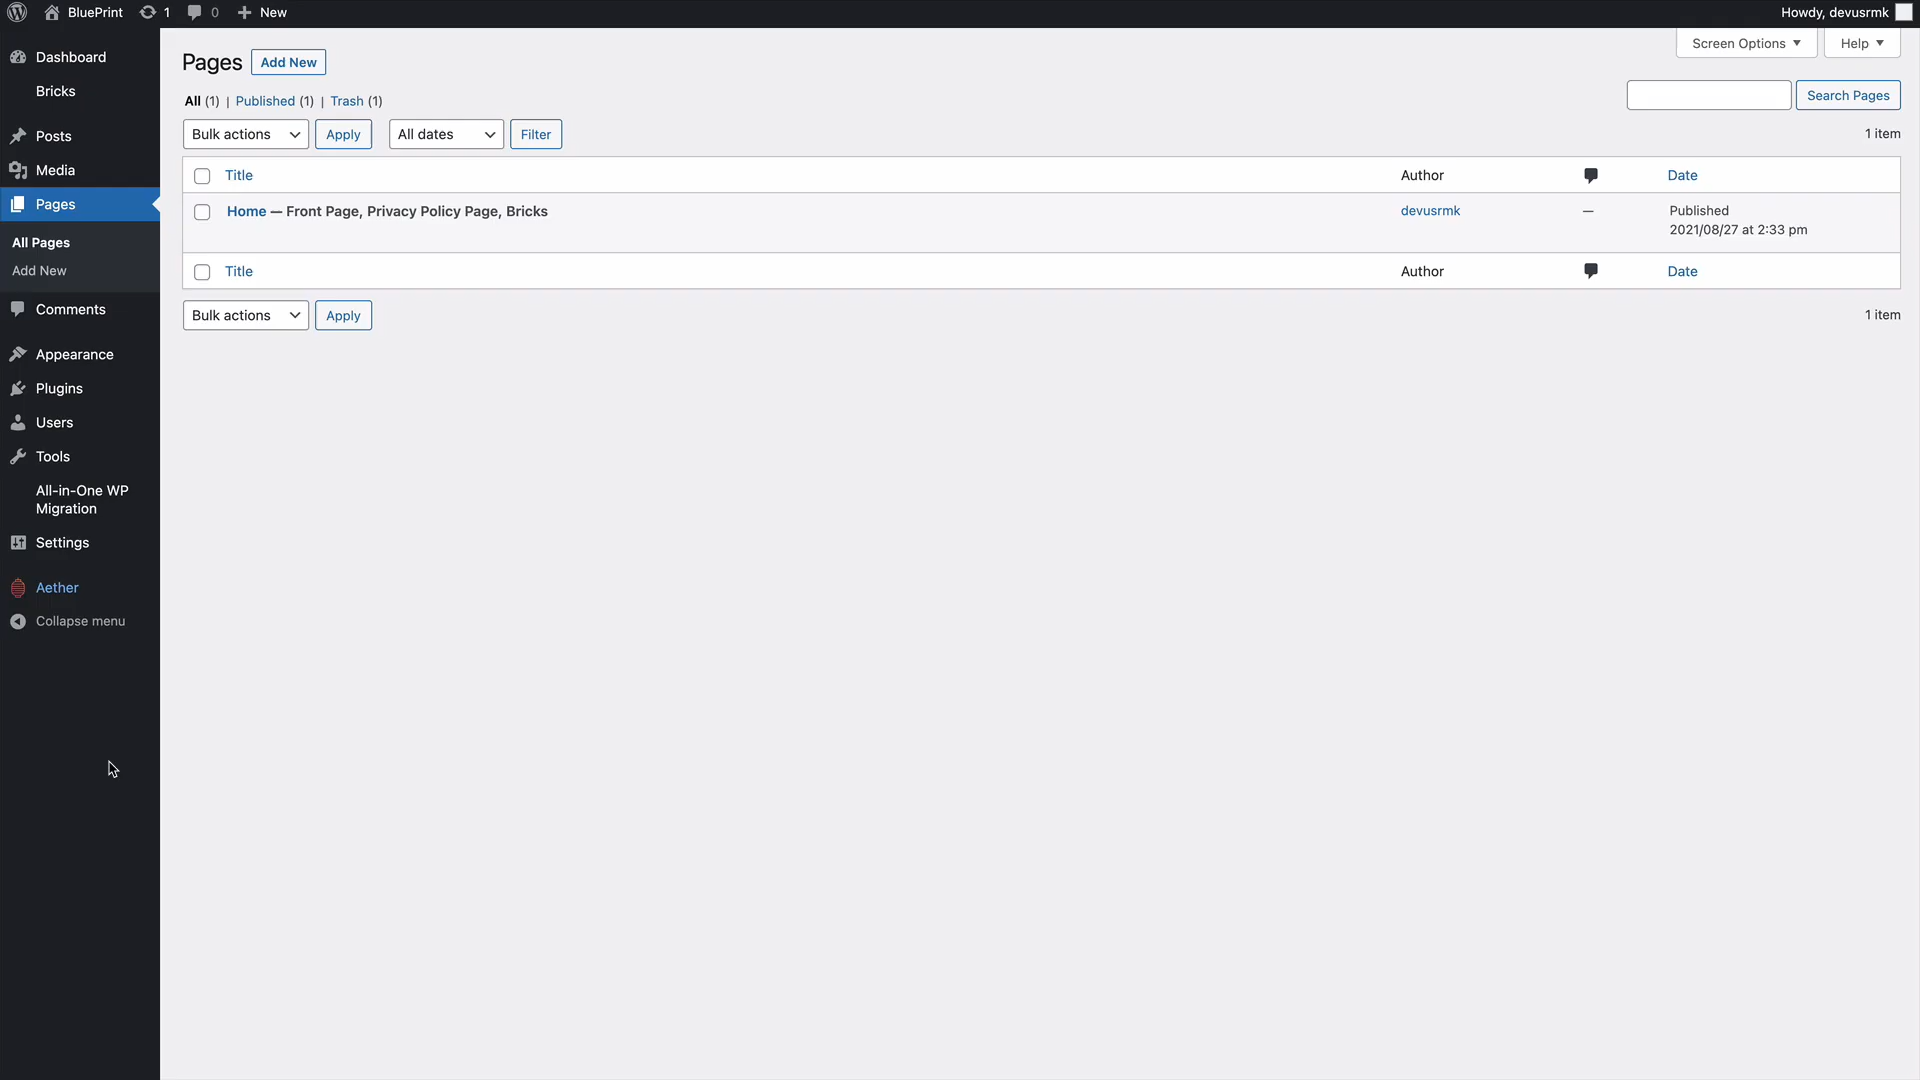 BluePrint 1 0 New Howdy, devusrmk
Dashboard
Bricks
Posts
Media
Pages
All Pages
Add New
Comments
Appearance
Plugins
Users
Tools
All-in-One WP
Migration
Settings
Aether
Collapse menu
Screen Options Help
Pages Add New
All (1) | Published (1) | Trash (1)
Search Pages
Bulk actions Apply All dates Filter 1 item
Title Author Date
Home — Front Page, Privacy Policy Page, Bricks devusrmk — Published
2021/08/27 at 2:33 pm
Title Author Date
Bulk actions Apply 1 item